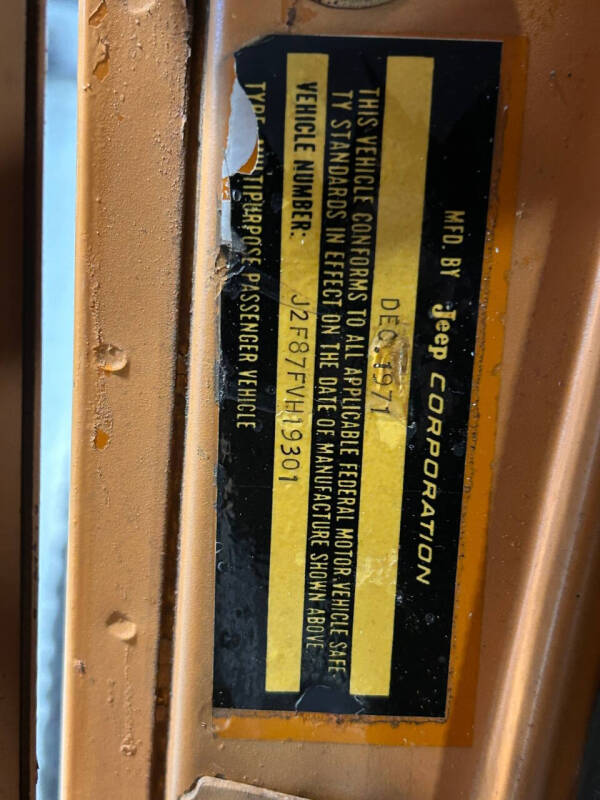 MFD. BY Jeep CORPORATION
DEC 1971
THIS VEHICLE CONFORMS TO ALL APPLICABLE FEDERAL MOTOR VEHICLE SAFE-
TY STANDARDS IN EFFECT ON THE DATE OF MANUFACTURE SHOWN ABOVE
VEHICLE NUMBER: J2F87FVH19301
PASSENGER VEHICLE